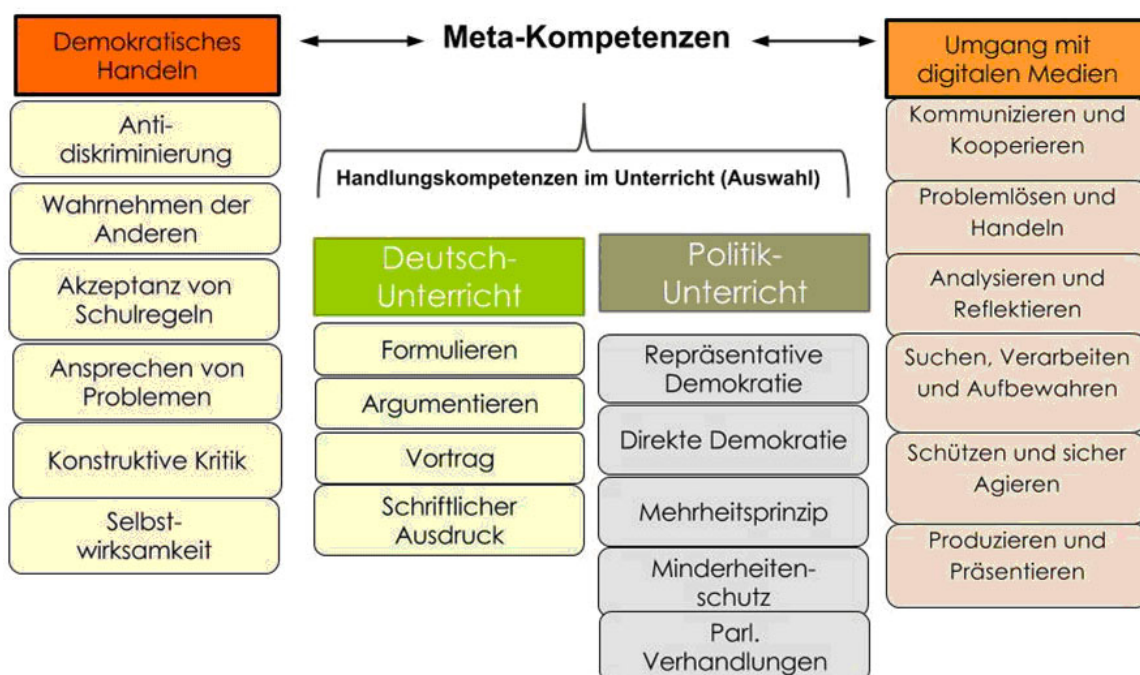 Demokratisches
Handeln
Meta-Kompetenzen
Umgang mit
digitalen Medien
Anti-
diskriminierung
Wahrnehmen der
Anderen
Akzeptanz von
Schulregeln
Ansprechen von
Problemen
Konstruktive Kritik
Selbst-
wirksamkeit
Handlungskompetenzen im Unterricht (Auswahl)
Deutsch-
Unterricht
Formulieren
Argumentieren
Vortrag
Schriftlicher
Ausdruck
Politik-
Unterricht
Repräsentative
Demokratie
Direkte Demokratie
Mehrheitsprinzip
Minderheiten-
schutz
Parl.
Verhandlungen
Kommunizieren und
Kooperieren
Problemlösen und
Handeln
Analysieren und
Reflektieren
Suchen, Verarbeiten
und Aufbewahren
Schützen und sicher
Agieren
Produzieren und
Präsentieren